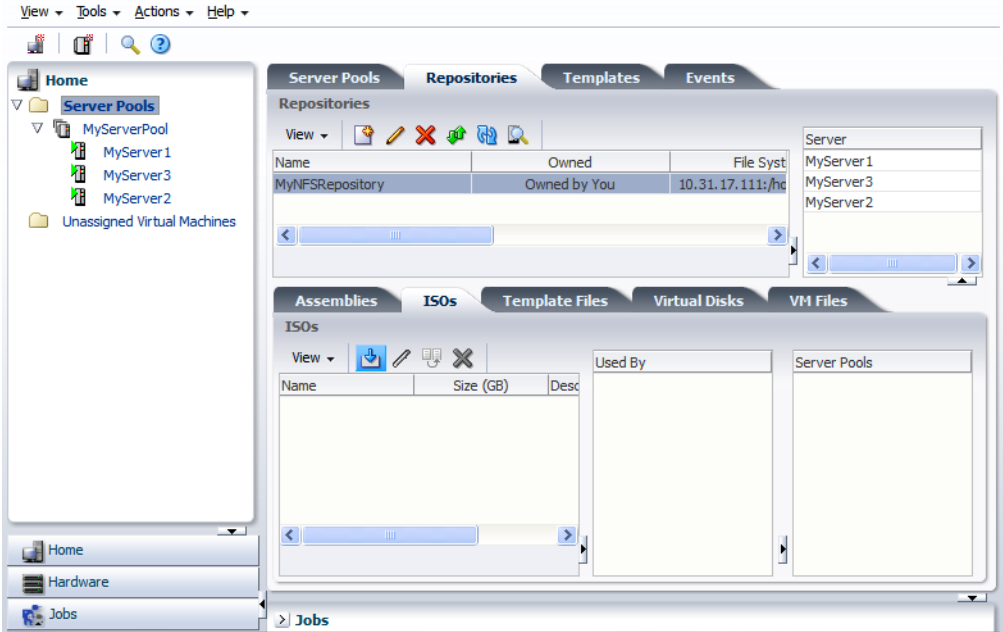 View Tools Actions Help
Home
Server Pools
MyServerPool
MyServer1
MyServer3
MyServer2
Unassigned Virtual Machines
Home
Hardware
Jobs
Server Pools Repositories Templates Events
Repositories
View
Name Owned File Syst
MyNFSRepository Owned by You 10.31.17.111:/ho
Server
MyServer1
MyServer3
MyServer2
Assemblies ISOs Template Files Virtual Disks VM Files
ISOs
View
Name Size (GB) Desc
Used By
Server Pools
Jobs